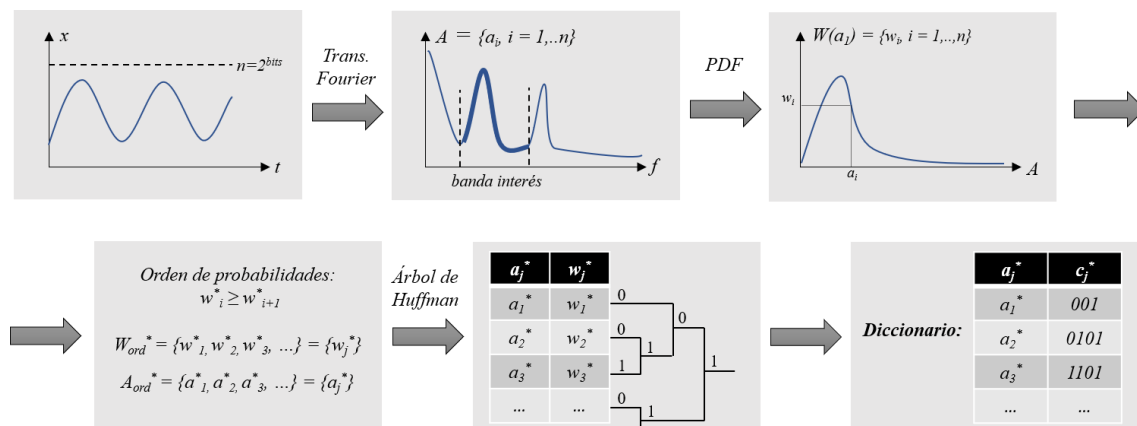 x
n=2^bits
t
Trans.
Fourier
A = {a_i, i = 1,..n}
banda interés
f
PDF
W(a_1) = {w_i, i = 1,..,n}
w_i
a_i
A
Orden de probabilidades:
w^*_i ≥ w^*_{i+1}
W_ord^* = {w^*_1, w^*_2, w^*_3, ...} = {w_j^*}
A_ord^* = {a^*_1, a^*_2, a^*_3, ...} = {a_j^*}
Árbol de
Huffman
a_j^* w_j^*
a_1^* w_1^* 0
0
a_2^* w_2^* 0
1 1
a_3^* w_3^* 1
... ... 0 1
Diccionario:
a_j^* c_j^*
a_1^* 001
a_2^* 0101
a_3^* 1101
... ...